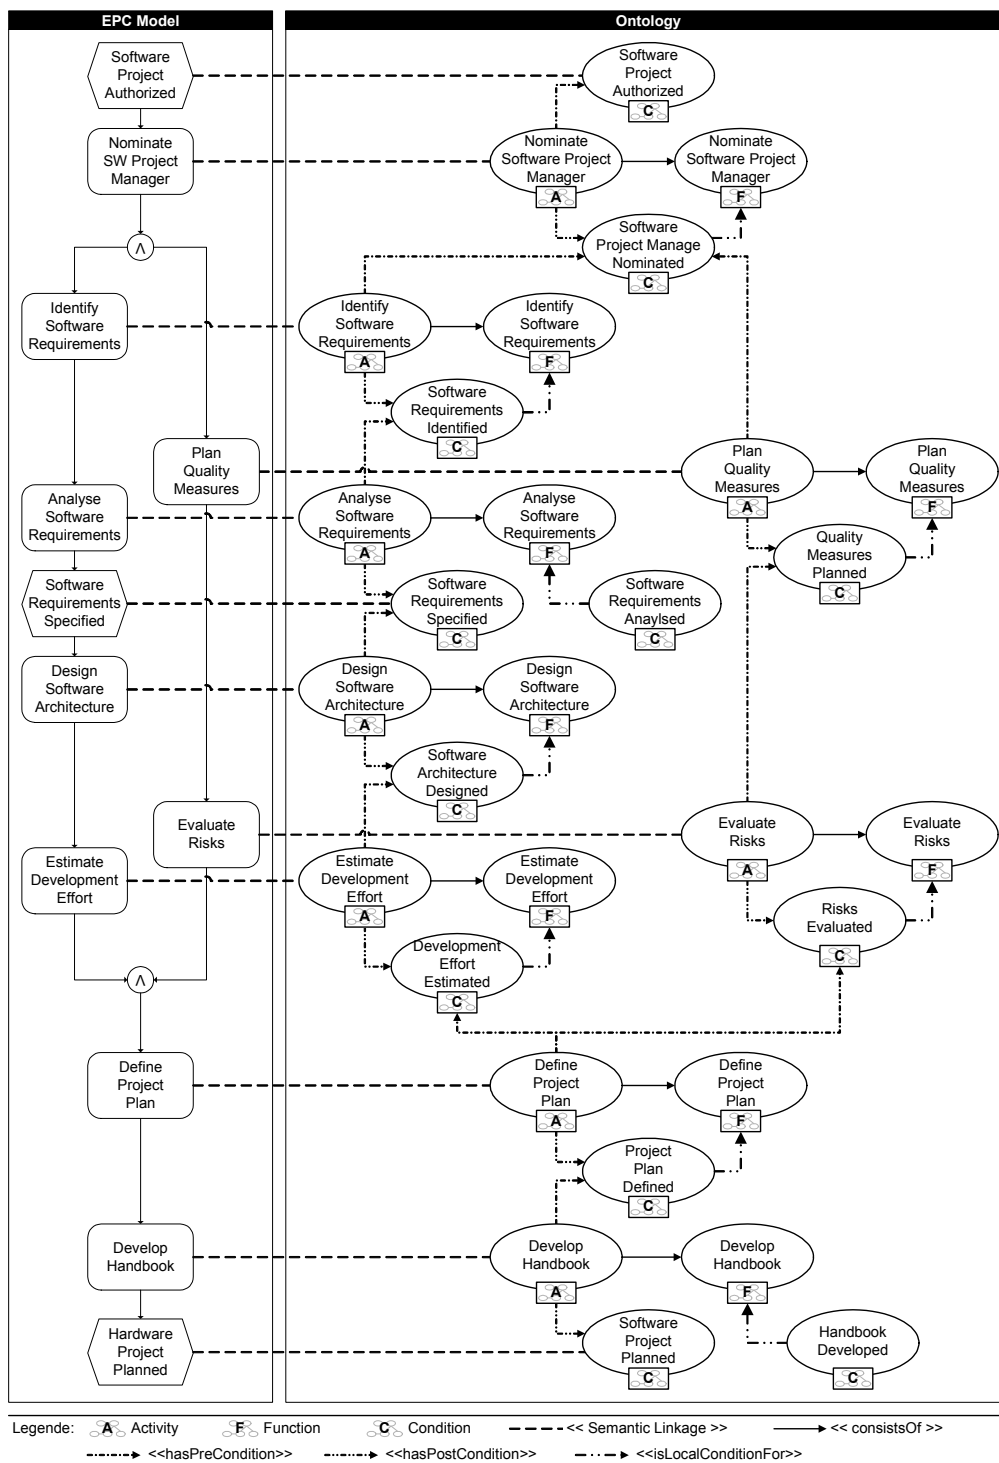 EPC Model
Ontology
Software
Project
Authorized
Software
Project
Authorized
C
Nominate
SW Project
Manager
Nominate
Software Project
Manager
A
Nominate
Software Project
Manager
F
Λ
Software
Project Manage
Nominated
C
Identify
Software
Requirements
Identify
Software
Requirements
A
Identify
Software
Requirements
F
Software
Requirements
Identified
C
Plan
Quality
Measures
Plan
Quality
Measures
A
Plan
Quality
Measures
F
Analyse
Software
Requirements
Analyse
Software
Requirements
A
Analyse
Software
Requirements
F
Quality
Measures
Planned
C
Software
Requirements
Specified
Software
Requirements
Specified
C
Software
Requirements
Anaylsed
C
Design
Software
Architecture
Design
Software
Architecture
A
Design
Software
Architecture
F
Software
Architecture
Designed
C
Evaluate
Risks
Evaluate
Risks
A
Evaluate
Risks
F
Estimate
Development
Effort
Estimate
Development
Effort
A
Estimate
Development
Effort
F
Risks
Evaluated
C
Development
Effort
Estimated
C
Λ
Define
Project
Plan
Define
Project
Plan
A
Define
Project
Plan
F
Project
Plan
Defined
C
Develop
Handbook
Develop
Handbook
A
Develop
Handbook
F
Hardware
Project
Planned
Software
Project
Planned
C
Handbook
Developed
C
Legende: A Activity F Function C Condition << Semantic Linkage >> << consistsOf >>
<<hasPreCondition>> <<hasPostCondition>> <<isLocalConditionFor>>